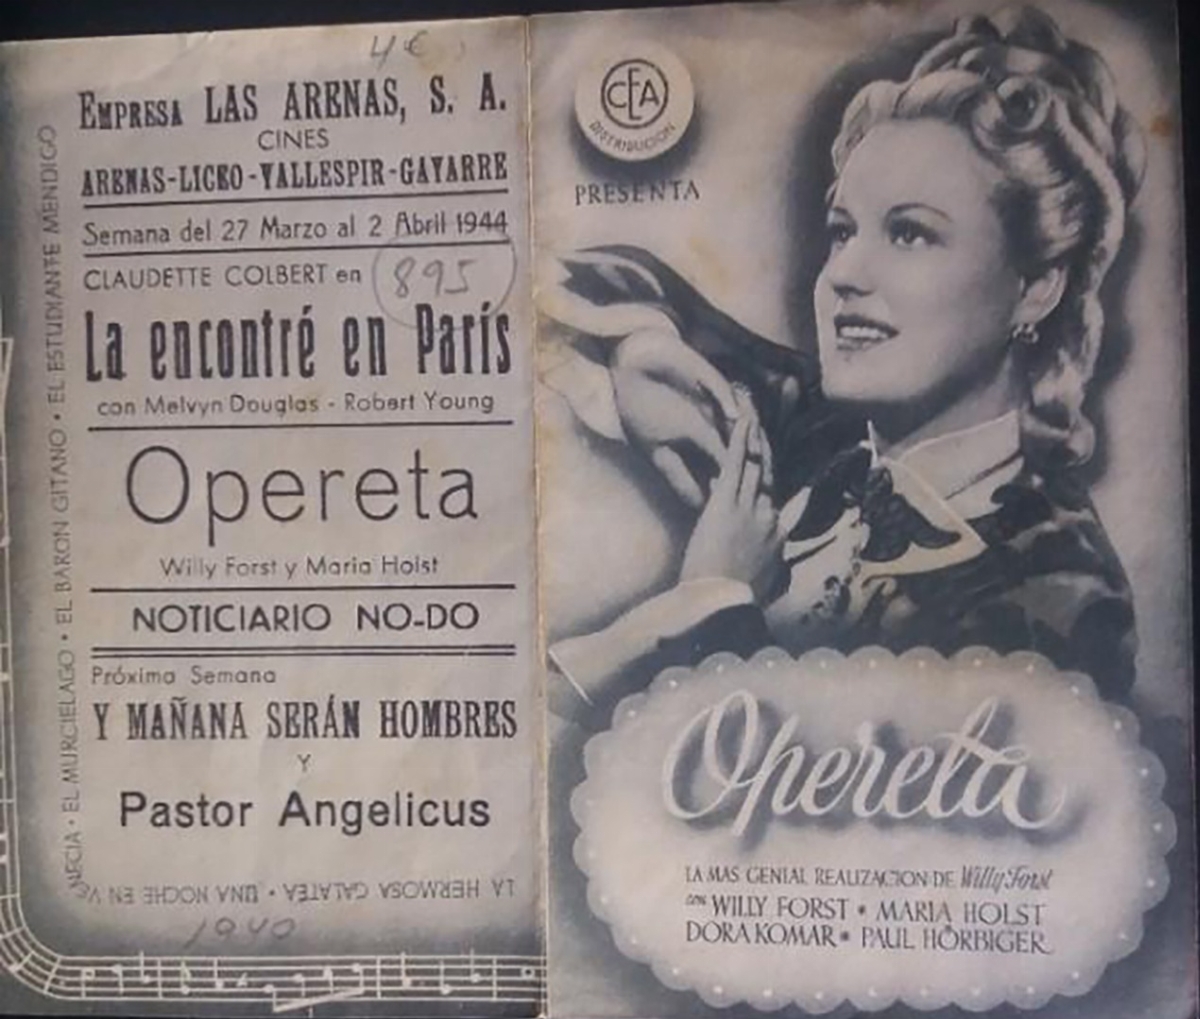 4 €
EMPRESA LAS ARENAS, S. A.
CINES
ARENAS-LICEO-VALLESPIR-GAYARRE
Semana del 27 Marzo al 2 Abril 1944
CLAUDETTE COLBERT en
895
La encontré en París
con Melvyn Douglas - Robert Young
Opereta
Willy Forst y Maria Holst
NOTICIARIO NO-DO
Próxima Semana
Y MAÑANA SERÁN HOMBRES
Y
Pastor Angelicus
LA HERMOSA GALATEA • UNA NOCHE EN VENECIA • EL MURCIELAGO • EL BARON GITANO • EL ESTUDIANTE MENDIGO
1940
CEA
DISTRIBUCION
PRESENTA
Opereta
LA MAS GENIAL REALIZACION DE Willy Forst
con WILLY FORST • MARIA HOLST
DORA KOMAR • PAUL HÖRBIGER